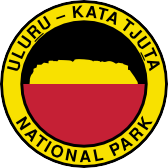 ULURU – KATA TJUTA
NATIONAL PARK